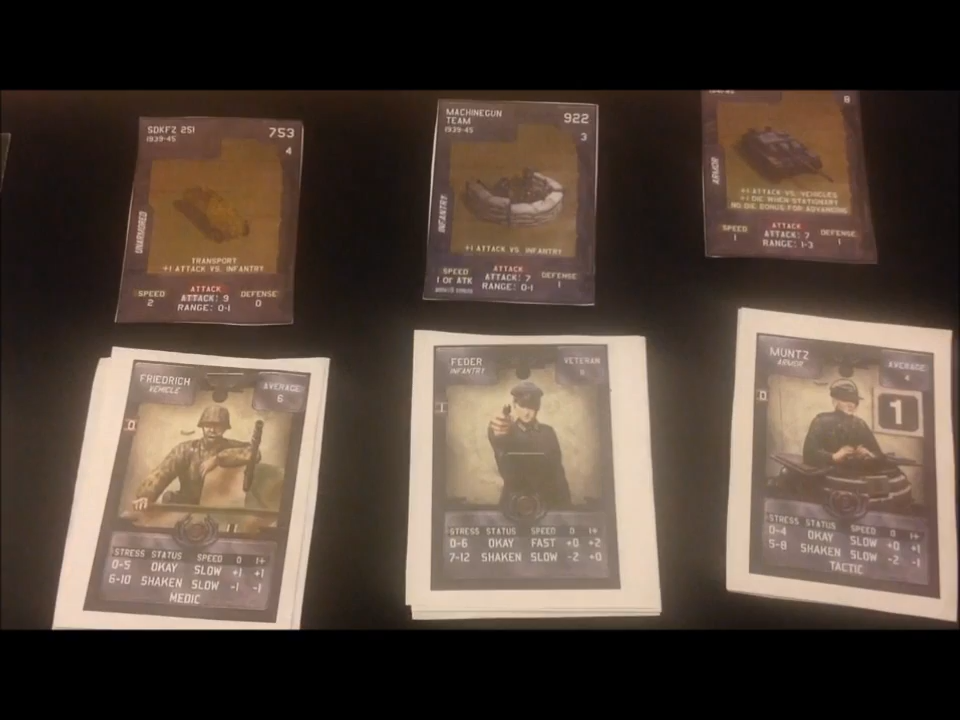 SDKFZ 251 753
1939-45 4
UNARMORED
TRANSPORT
+1 ATTACK VS. INFANTRY
SPEED ATTACK DEFENSE
2 ATTACK: 9 0
RANGE: 0-1
MACHINEGUN 922
TEAM 3
1939-45
INFANTRY
+1 ATTACK VS. INFANTRY
SPEED ATTACK DEFENSE
1 OR ATK ATTACK: 7 1
RANGE: 0-1
8
ARMOR
+1 ATTACK VS. VEHICLES
+1 DIE WHEN STATIONARY
NO DIE BONUS FOR ADVANCING
SPEED ATTACK DEFENSE
1 ATTACK: 7 1
RANGE: 1-3
FRIEDRICH AVERAGE
VEHICLE 6
STRESS STATUS SPEED 0 1+
0-5 OKAY SLOW +1 +1
6-10 SHAKEN SLOW -1 -1
MEDIC
FEDER VETERAN
INFANTRY
STRESS STATUS SPEED 0 1+
0-6 OKAY FAST +0 +2
7-12 SHAKEN SLOW -2 +0
MUNTZ AVERAGE
ARMOR 4
1
STRESS STATUS SPEED 0 1+
0-4 OKAY SLOW +0 +1
5-8 SHAKEN SLOW -2 -1
TACTIC